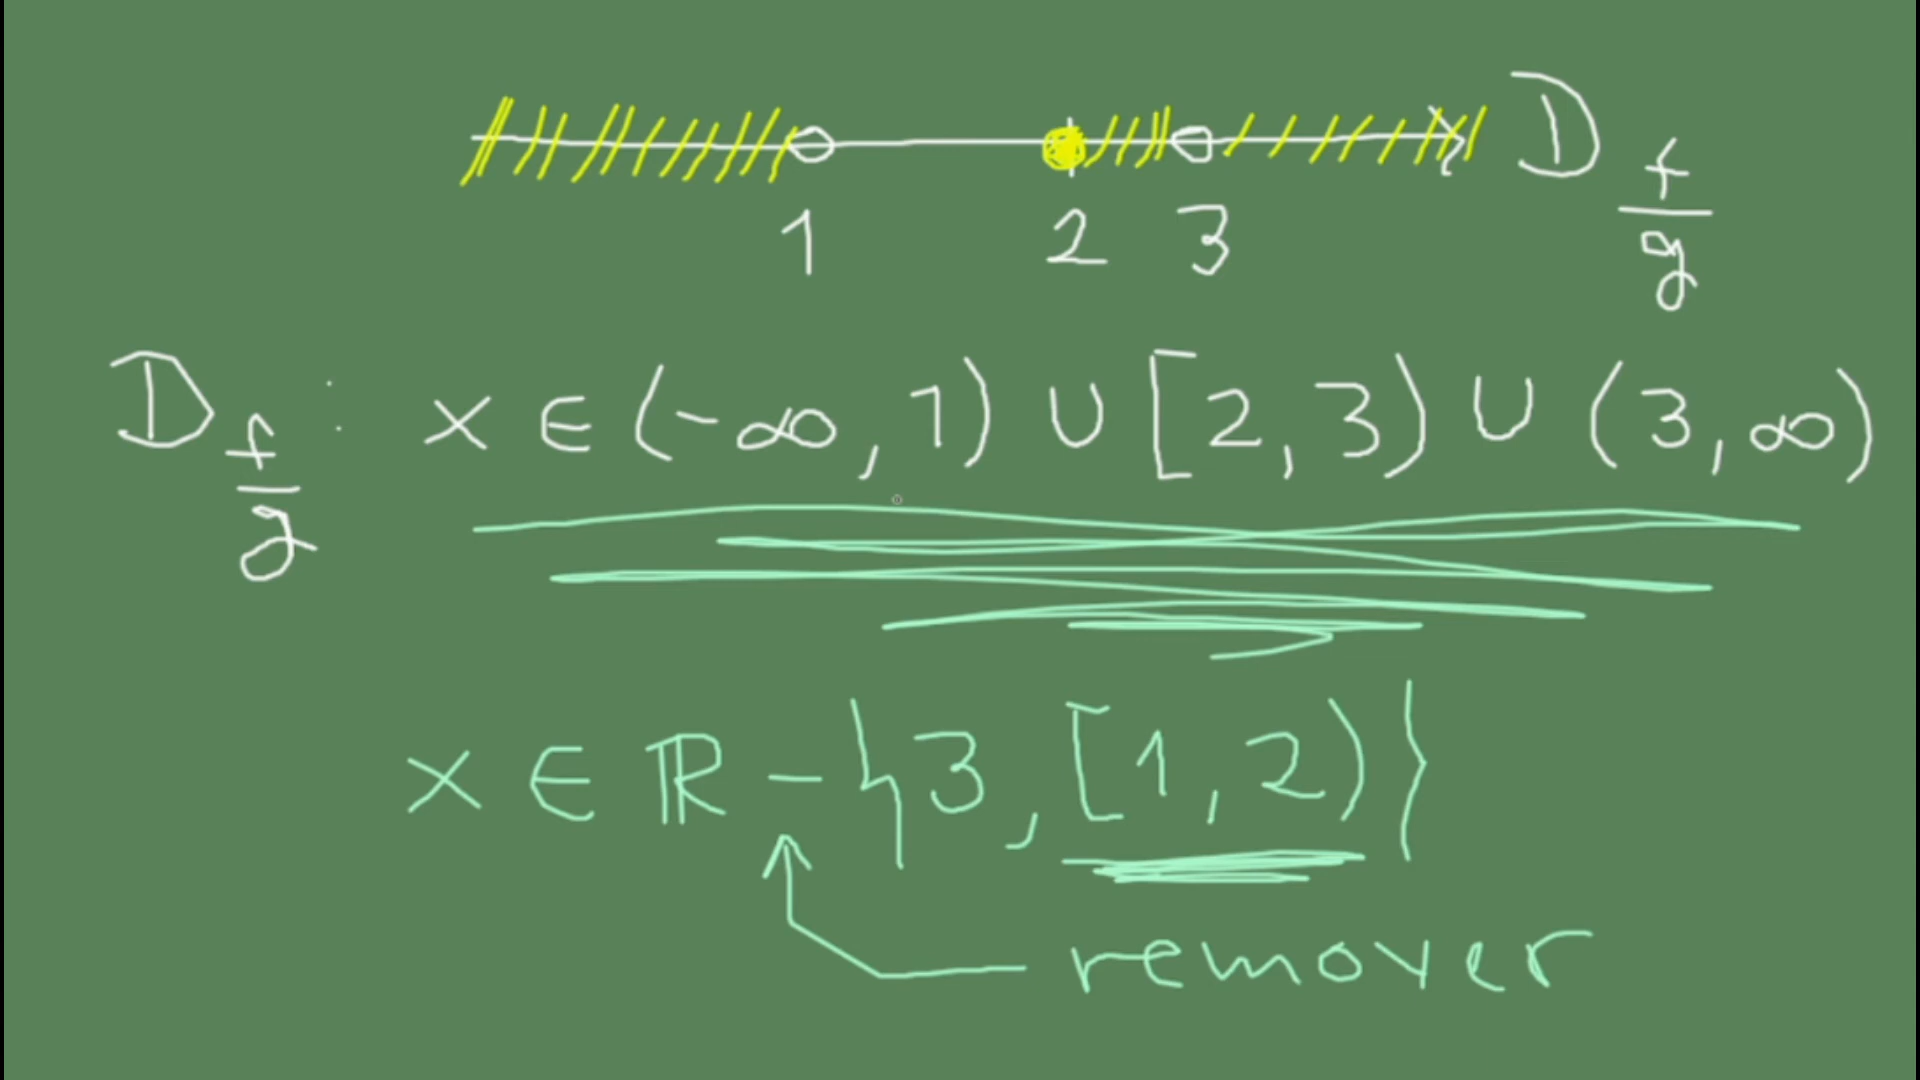 D f/g
1 2 3
D f/g : x ∈ (-∞, 1) ∪ [2, 3) ∪ (3, ∞)
x ∈ ℝ - {3, [1, 2)}
remover